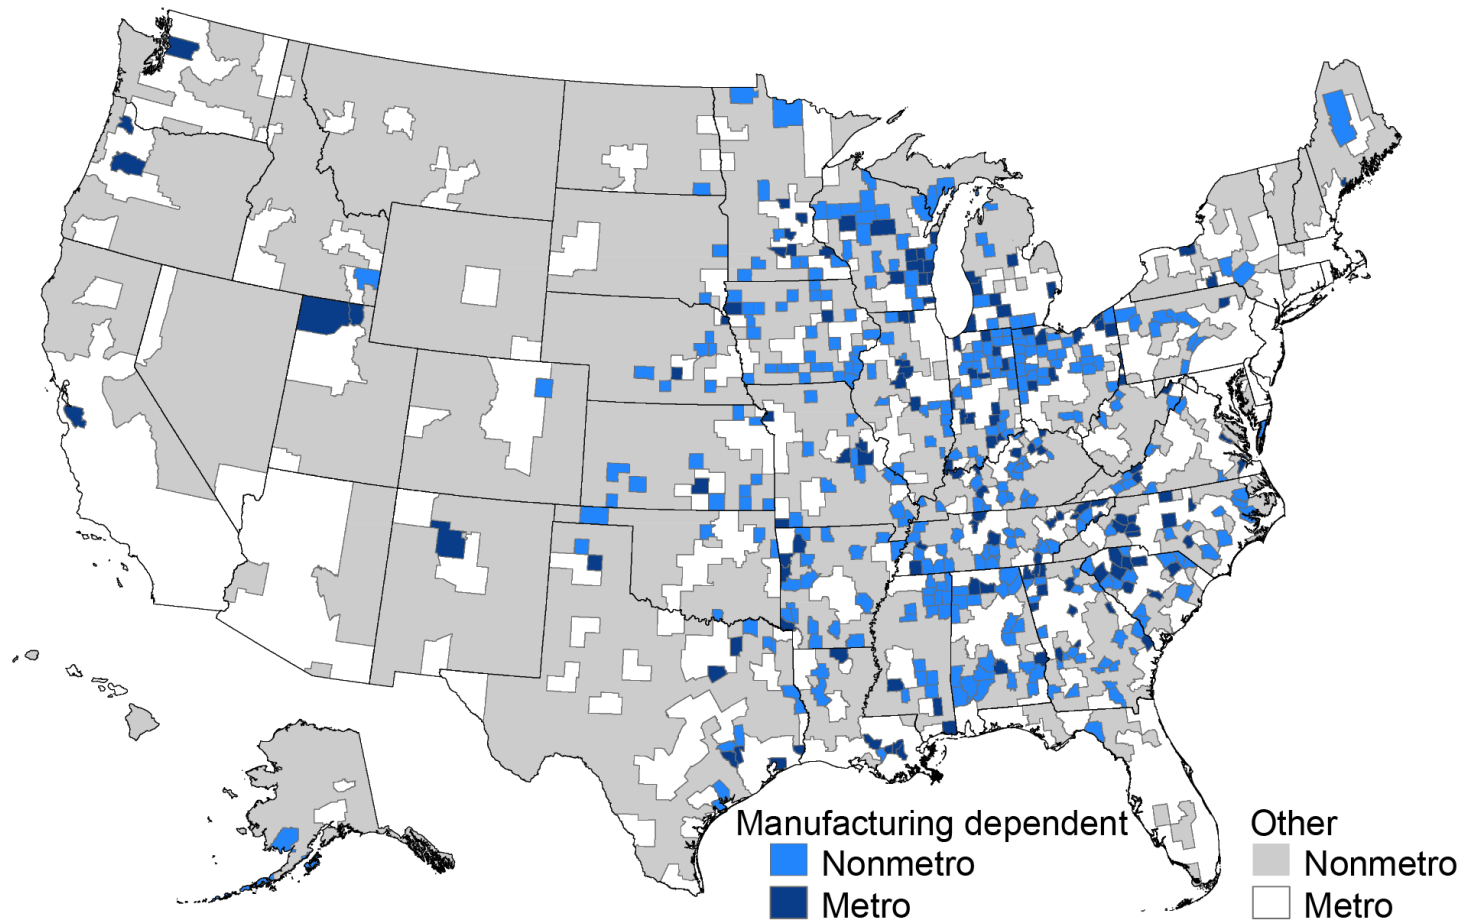 Manufacturing dependent
Nonmetro
Metro
Other
Nonmetro
Metro